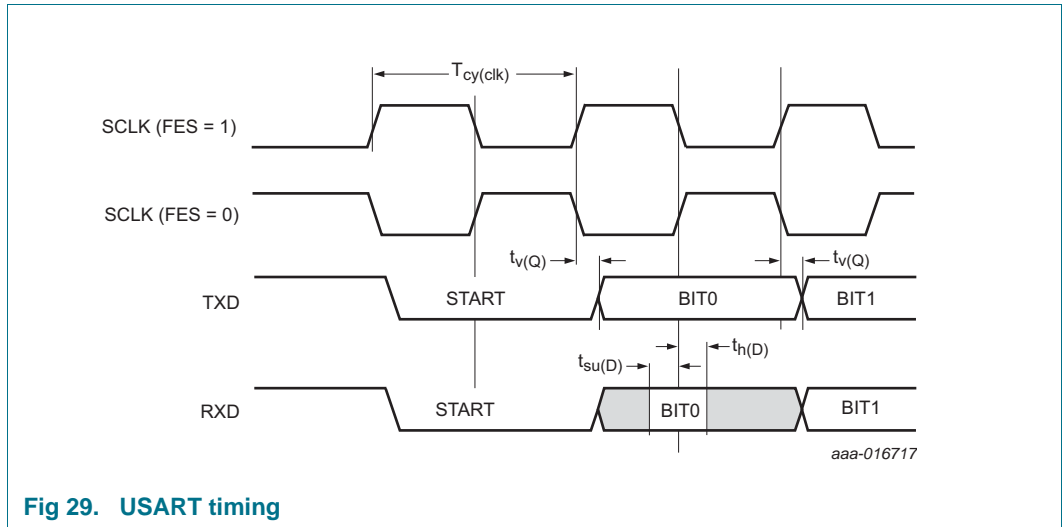 Tcy(clk)
SCLK (FES = 1)
SCLK (FES = 0)
tv(Q)
tv(Q)
TXD
START
BIT0
BIT1
tsu(D)
th(D)
RXD
START
BIT0
BIT1
aaa-016717
Fig 29. USART timing